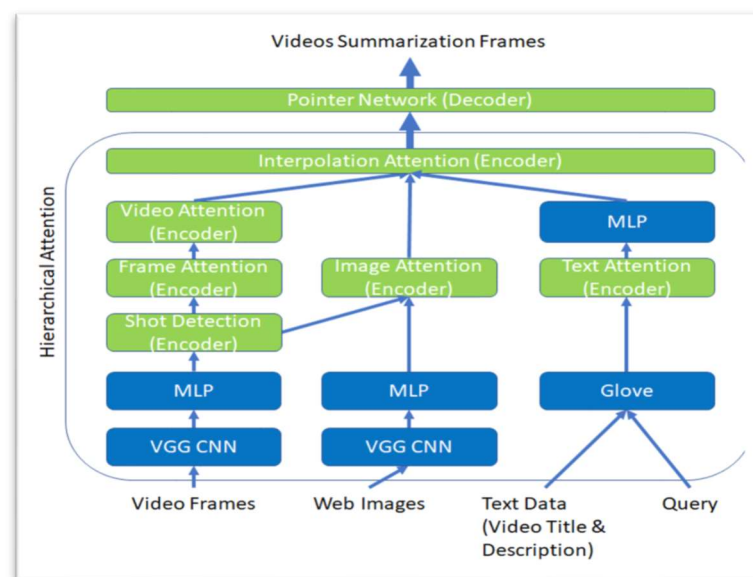 Videos Summarization Frames
Pointer Network (Decoder)
Interpolation Attention (Encoder)
Hierarchical Attention
Video Attention
(Encoder)
MLP
Frame Attention
(Encoder)
Image Attention
(Encoder)
Text Attention
(Encoder)
Shot Detection
(Encoder)
MLP
MLP
Glove
VGG CNN
VGG CNN
Video Frames
Web Images
Text Data
(Video Title &
Description)
Query